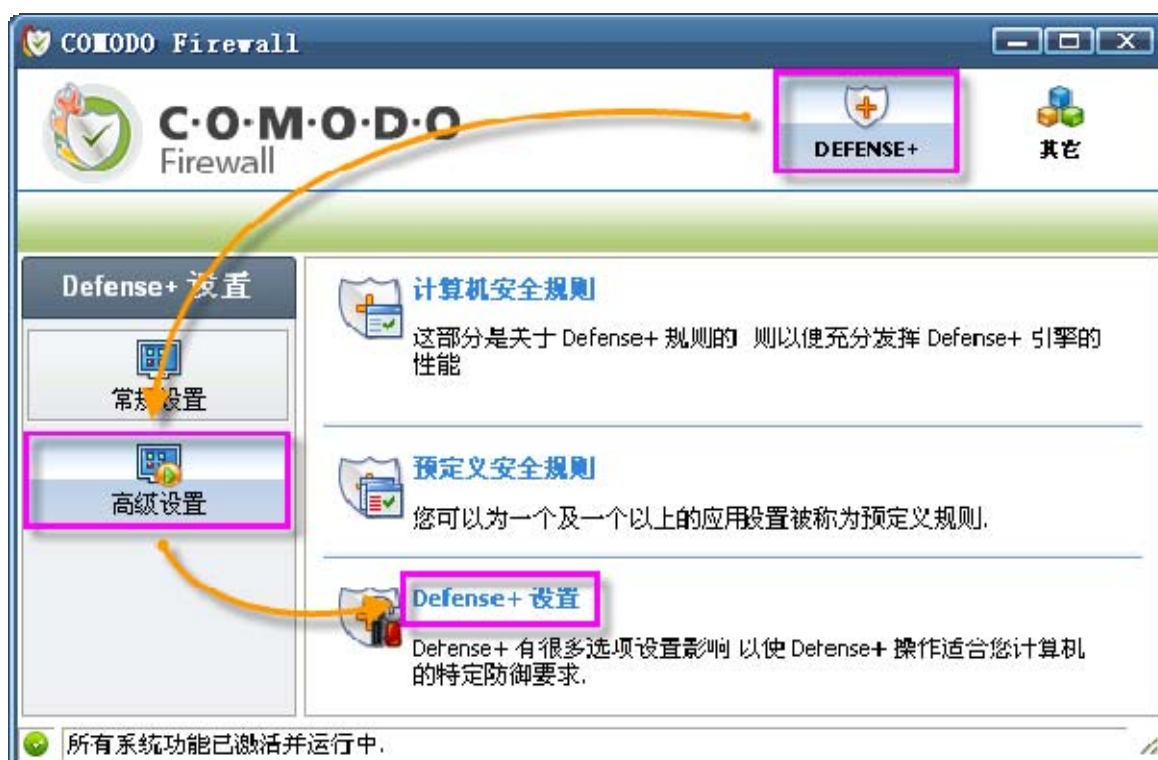 COMODO Firewall
C·O·M·O·D·O
Firewall
DEFENSE+
其它
Defense+ 设置
常规设置
高级设置
计算机安全规则
这部分是关于 Defense+ 规则的 则以便充分发挥 Defense+ 引擎的
性能
预定义安全规则
您可以为一个及一个以上的应用设置被称为预定义规则.
Defense+ 设置
Defense+ 有很多选项设置影响 以使 Defense+ 操作适合您计算机
的特定防御要求.
所有系统功能已激活并运行中.